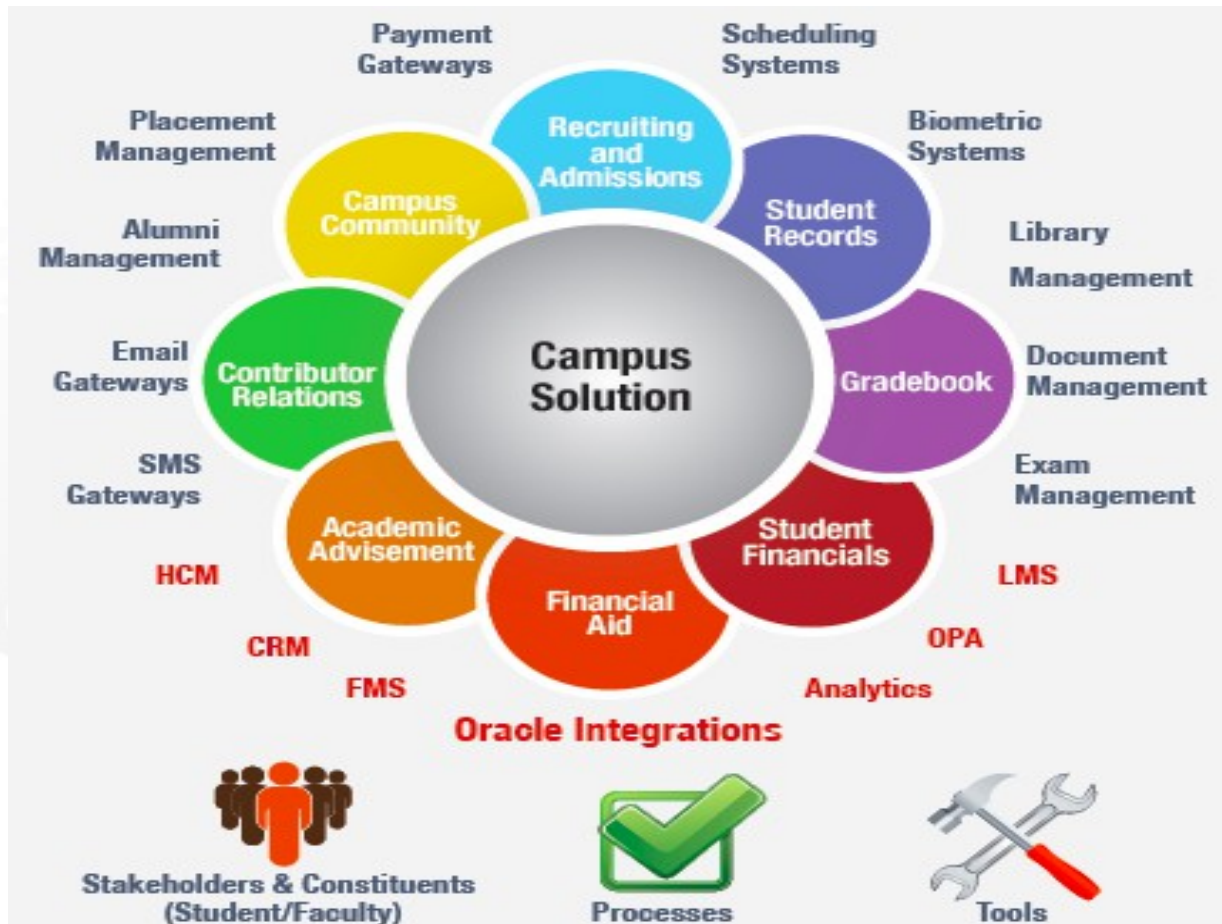 Payment
Gateways
Scheduling
Systems
Placement
Management
Recruiting
and
Admissions
Biometric
Systems
Campus
Community
Student
Records
Alumni
Management
Library
Management
Email
Gateways
Contributor
Relations
Campus
Solution
Gradebook
Document
Management
SMS
Gateways
Academic
Advisement
Student
Financials
Exam
Management
HCM
Financial
Aid
LMS
CRM
OPA
FMS
Analytics
Oracle Integrations
Stakeholders & Constituents
(Student/Faculty)
Processes
Tools